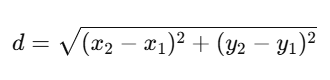 d = √((x₂ − x₁)² + (y₂ − y₁)²)